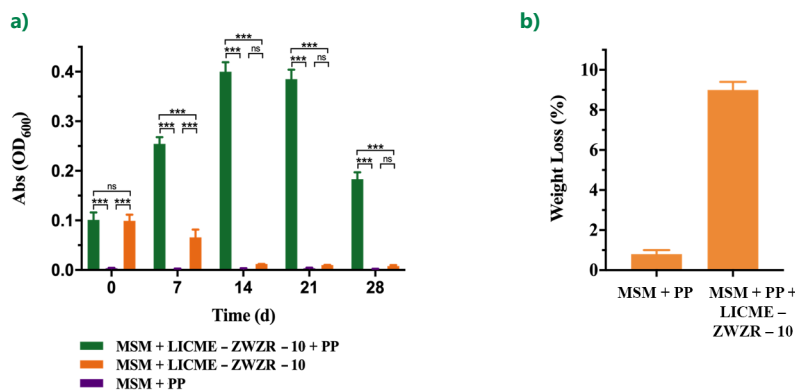 a)
Abs (OD600)
0.4
0.3
0.2
0.1
0.0
ns
*** ***
***
*** ***
***
*** ns
***
*** ns
***
*** ns
0 7 14 21 28
Time (d)
MSM + LICME – ZWZR – 10 + PP
MSM + LICME – ZWZR – 10
MSM + PP
b)
Weight Loss (%)
10
8
6
4
2
0
MSM + PP
MSM + PP +
LICME –
ZWZR – 10